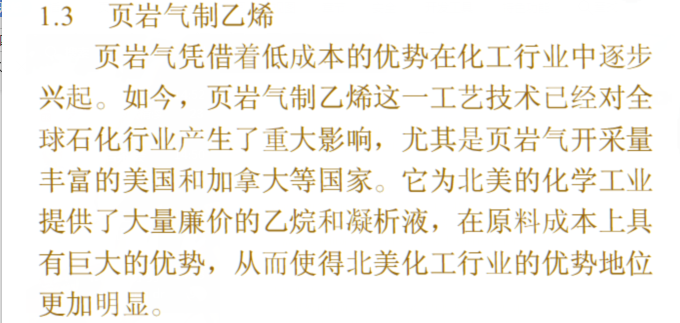 1.3 页岩气制乙烯
页岩气凭借着低成本的优势在化工行业中逐步
兴起。如今，页岩气制乙烯这一工艺技术已经对全
球石化行业产生了重大影响，尤其是页岩气开采量
丰富的美国和加拿大等国家。它为北美的化学工业
提供了大量廉价的乙烷和凝析液，在原料成本上具
有巨大的优势，从而使得北美化工行业的优势地位
更加明显。